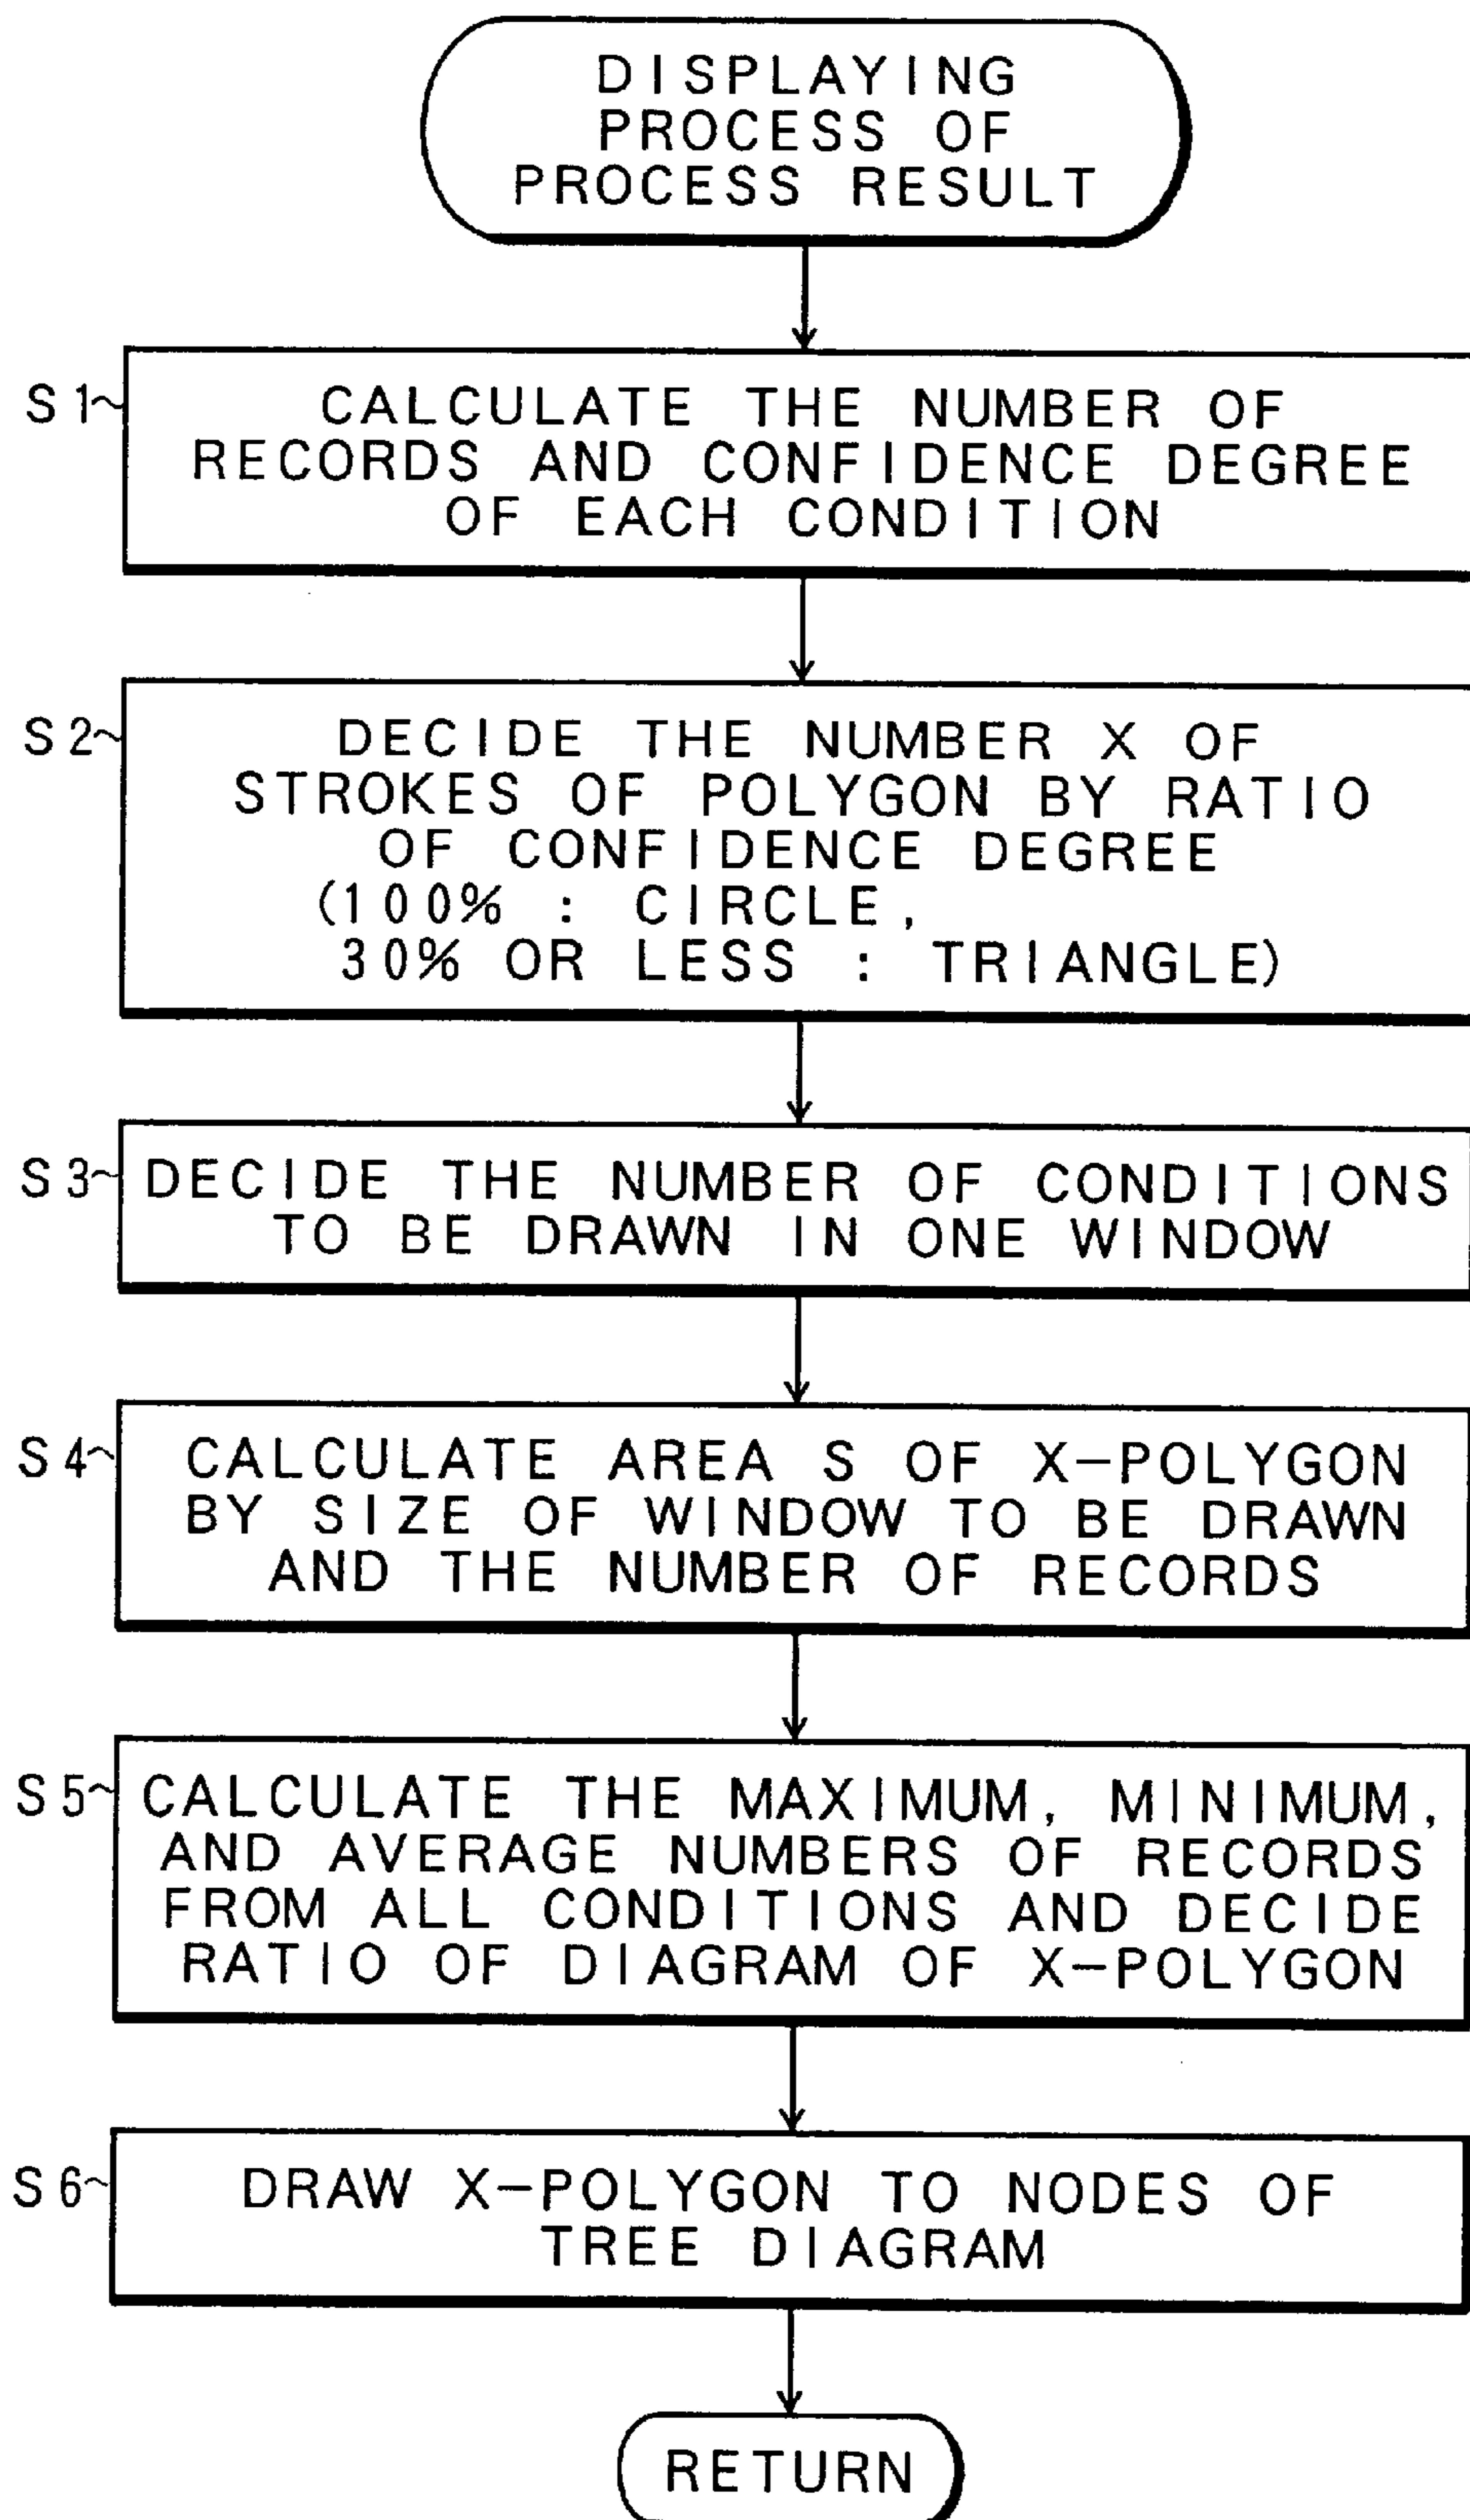 DISPLAYING
PROCESS OF
PROCESS RESULT
S1
CALCULATE THE NUMBER OF
RECORDS AND CONFIDENCE DEGREE
OF EACH CONDITION
S2
DECIDE THE NUMBER X OF
STROKES OF POLYGON BY RATIO
OF CONFIDENCE DEGREE
(100% : CIRCLE,
30% OR LESS : TRIANGLE)
S3
DECIDE THE NUMBER OF CONDITIONS
TO BE DRAWN IN ONE WINDOW
S4
CALCULATE AREA S OF X-POLYGON
BY SIZE OF WINDOW TO BE DRAWN
AND THE NUMBER OF RECORDS
S5
CALCULATE THE MAXIMUM, MINIMUM,
AND AVERAGE NUMBERS OF RECORDS
FROM ALL CONDITIONS AND DECIDE
RATIO OF DIAGRAM OF X-POLYGON
S6
DRAW X-POLYGON TO NODES OF
TREE DIAGRAM
RETURN